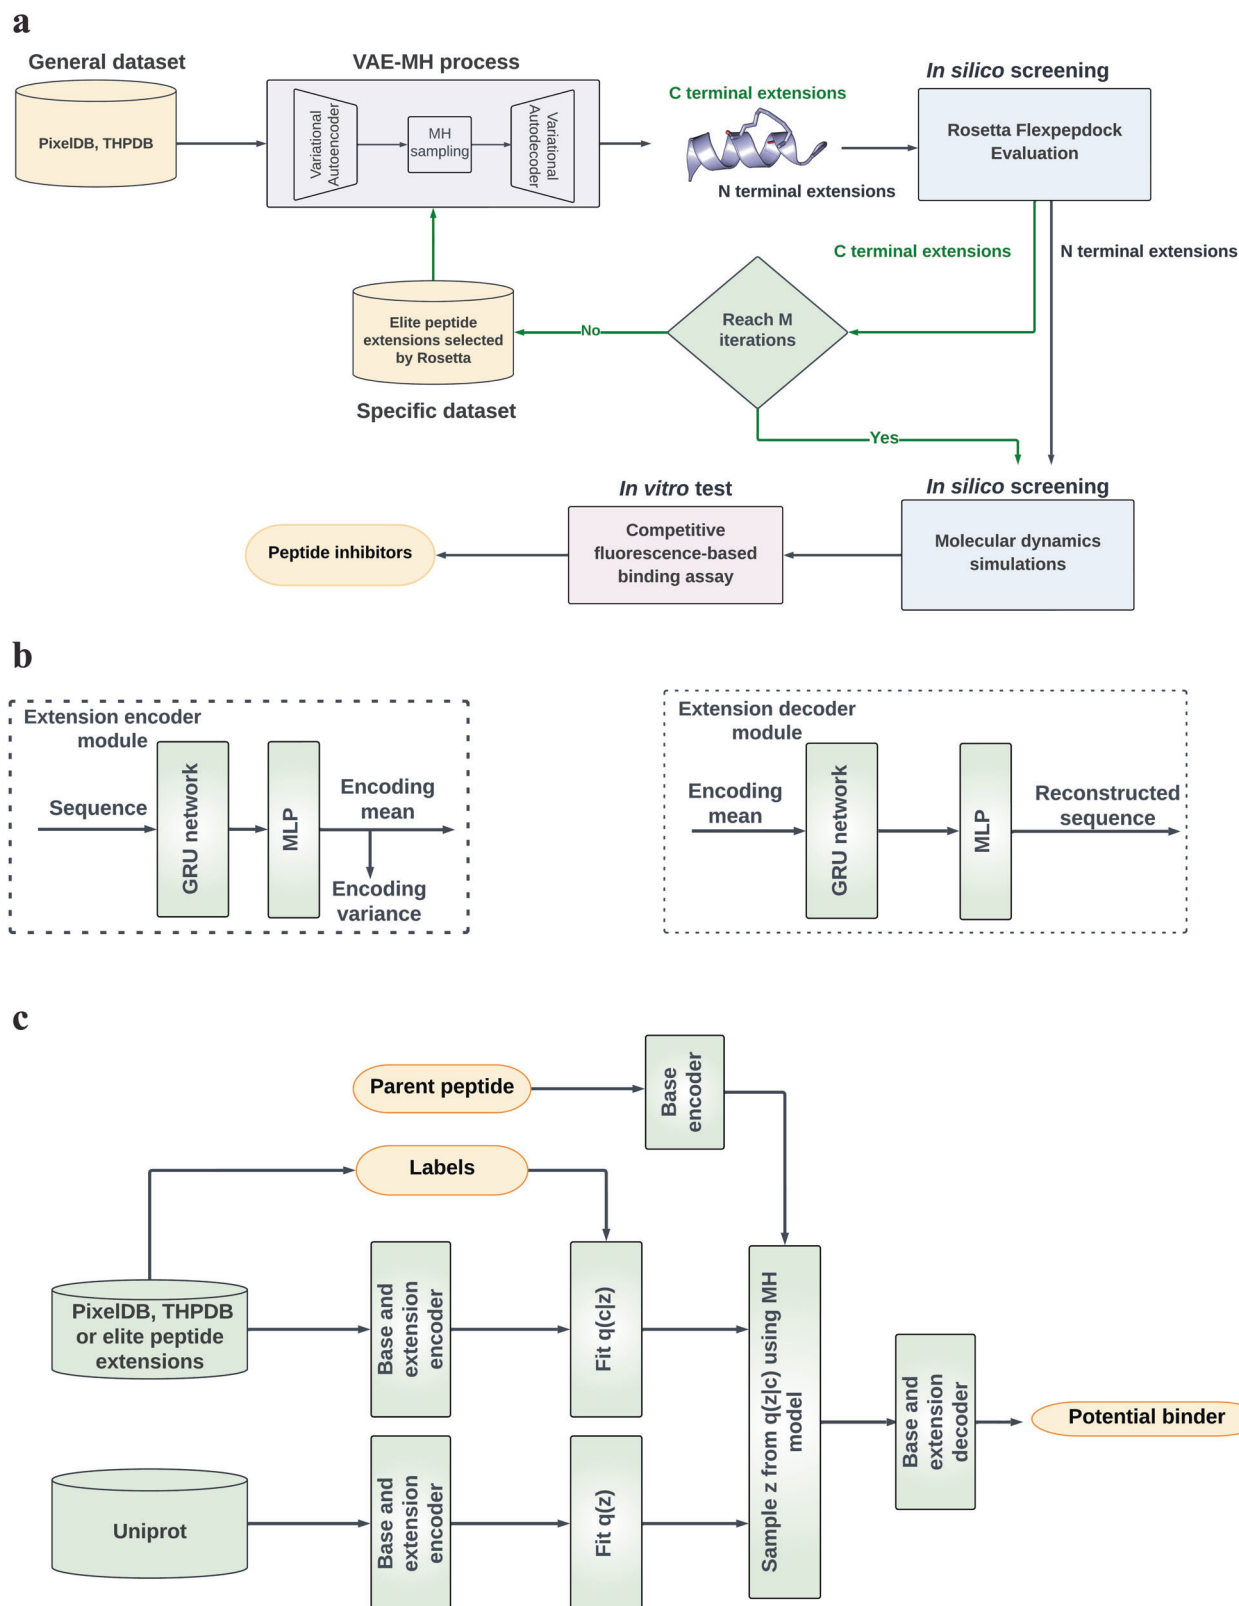 a
General dataset
PixelDB, THPDB
VAE-MH process
Variational
Autoencoder
MH
sampling
Variational
Autodecoder
C terminal extensions
N terminal extensions
In silico screening
Rosetta Flexpepdock
Evaluation
C terminal extensions
N terminal extensions
Reach M
iterations
No
Elite peptide
extensions selected
by Rosetta
Specific dataset
Yes
In silico screening
Molecular dynamics
simulations
In vitro test
Competitive
fluorescence-based
binding assay
Peptide inhibitors
b
Extension encoder
module
Sequence
GRU network
MLP
Encoding
mean
Encoding
variance
Extension decoder
module
Encoding
mean
GRU network
MLP
Reconstructed
sequence
c
Parent peptide
Base
encoder
Labels
PixelDB, THPDB
or elite peptide
extensions
Base and
extension
encoder
Fit q(c|z)
Uniprot
Base and
extension
encoder
Fit q(z)
Sample z from q(z|c) using MH
model
Base and
extension
decoder
Potential binder